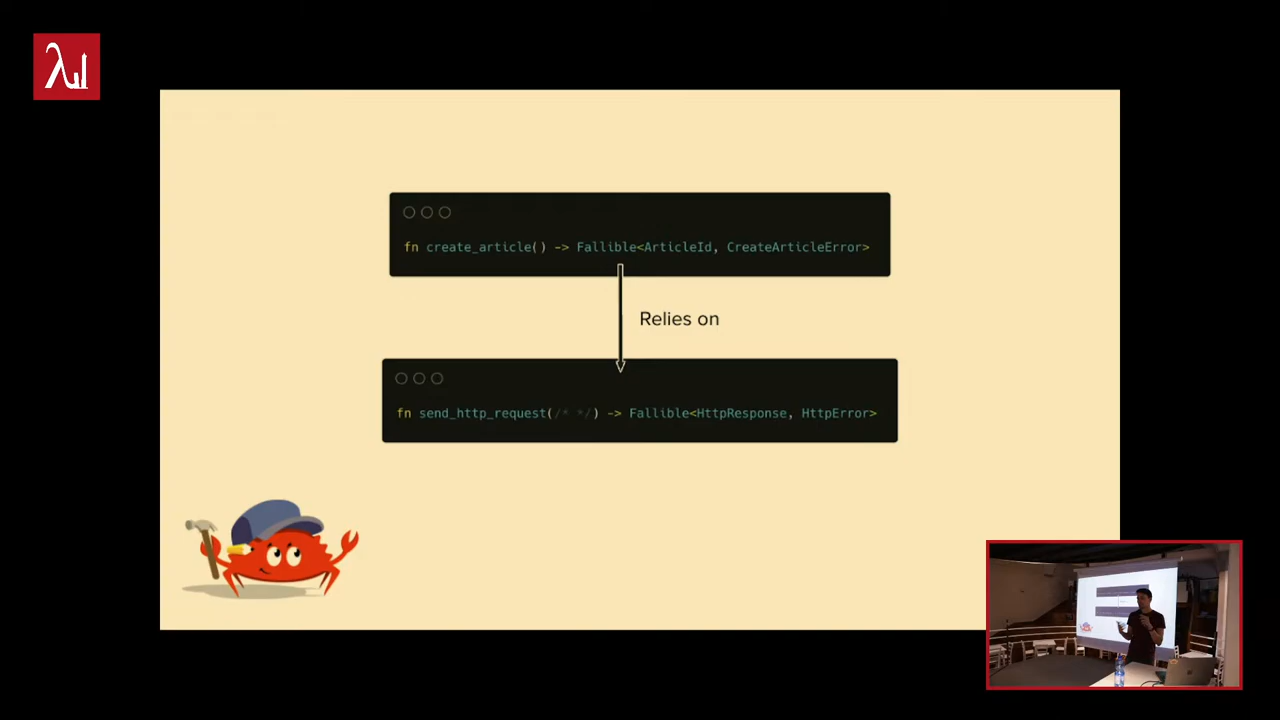 fn create_article() -> Fallible<ArticleId, CreateArticleError>
Relies on
fn send_http_request(/* */) -> Fallible<HttpResponse, HttpError>